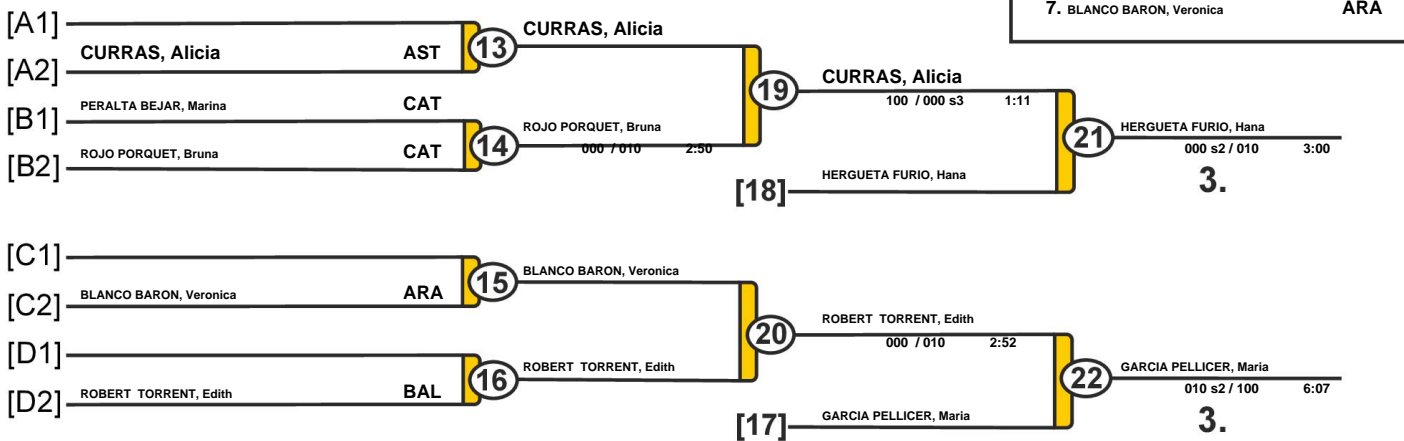 7. BLANCO BARON, Veronica ARA
[A1]
CURRAS, Alicia AST
[A2]
13
CURRAS, Alicia
PERALTA BEJAR, Marina CAT
[B1]
ROJO PORQUET, Bruna CAT
[B2]
14
ROJO PORQUET, Bruna
000 / 010 2:50
19
CURRAS, Alicia
100 / 000 s3 1:11
HERGUETA FURIO, Hana
[18]
21
HERGUETA FURIO, Hana
000 s2 / 010 3:00
3.
[C1]
BLANCO BARON, Veronica ARA
[C2]
15
BLANCO BARON, Veronica
[D1]
ROBERT TORRENT, Edith BAL
[D2]
16
ROBERT TORRENT, Edith
20
ROBERT TORRENT, Edith
000 / 010 2:52
GARCIA PELLICER, Maria
[17]
22
GARCIA PELLICER, Maria
010 s2 / 100 6:07
3.